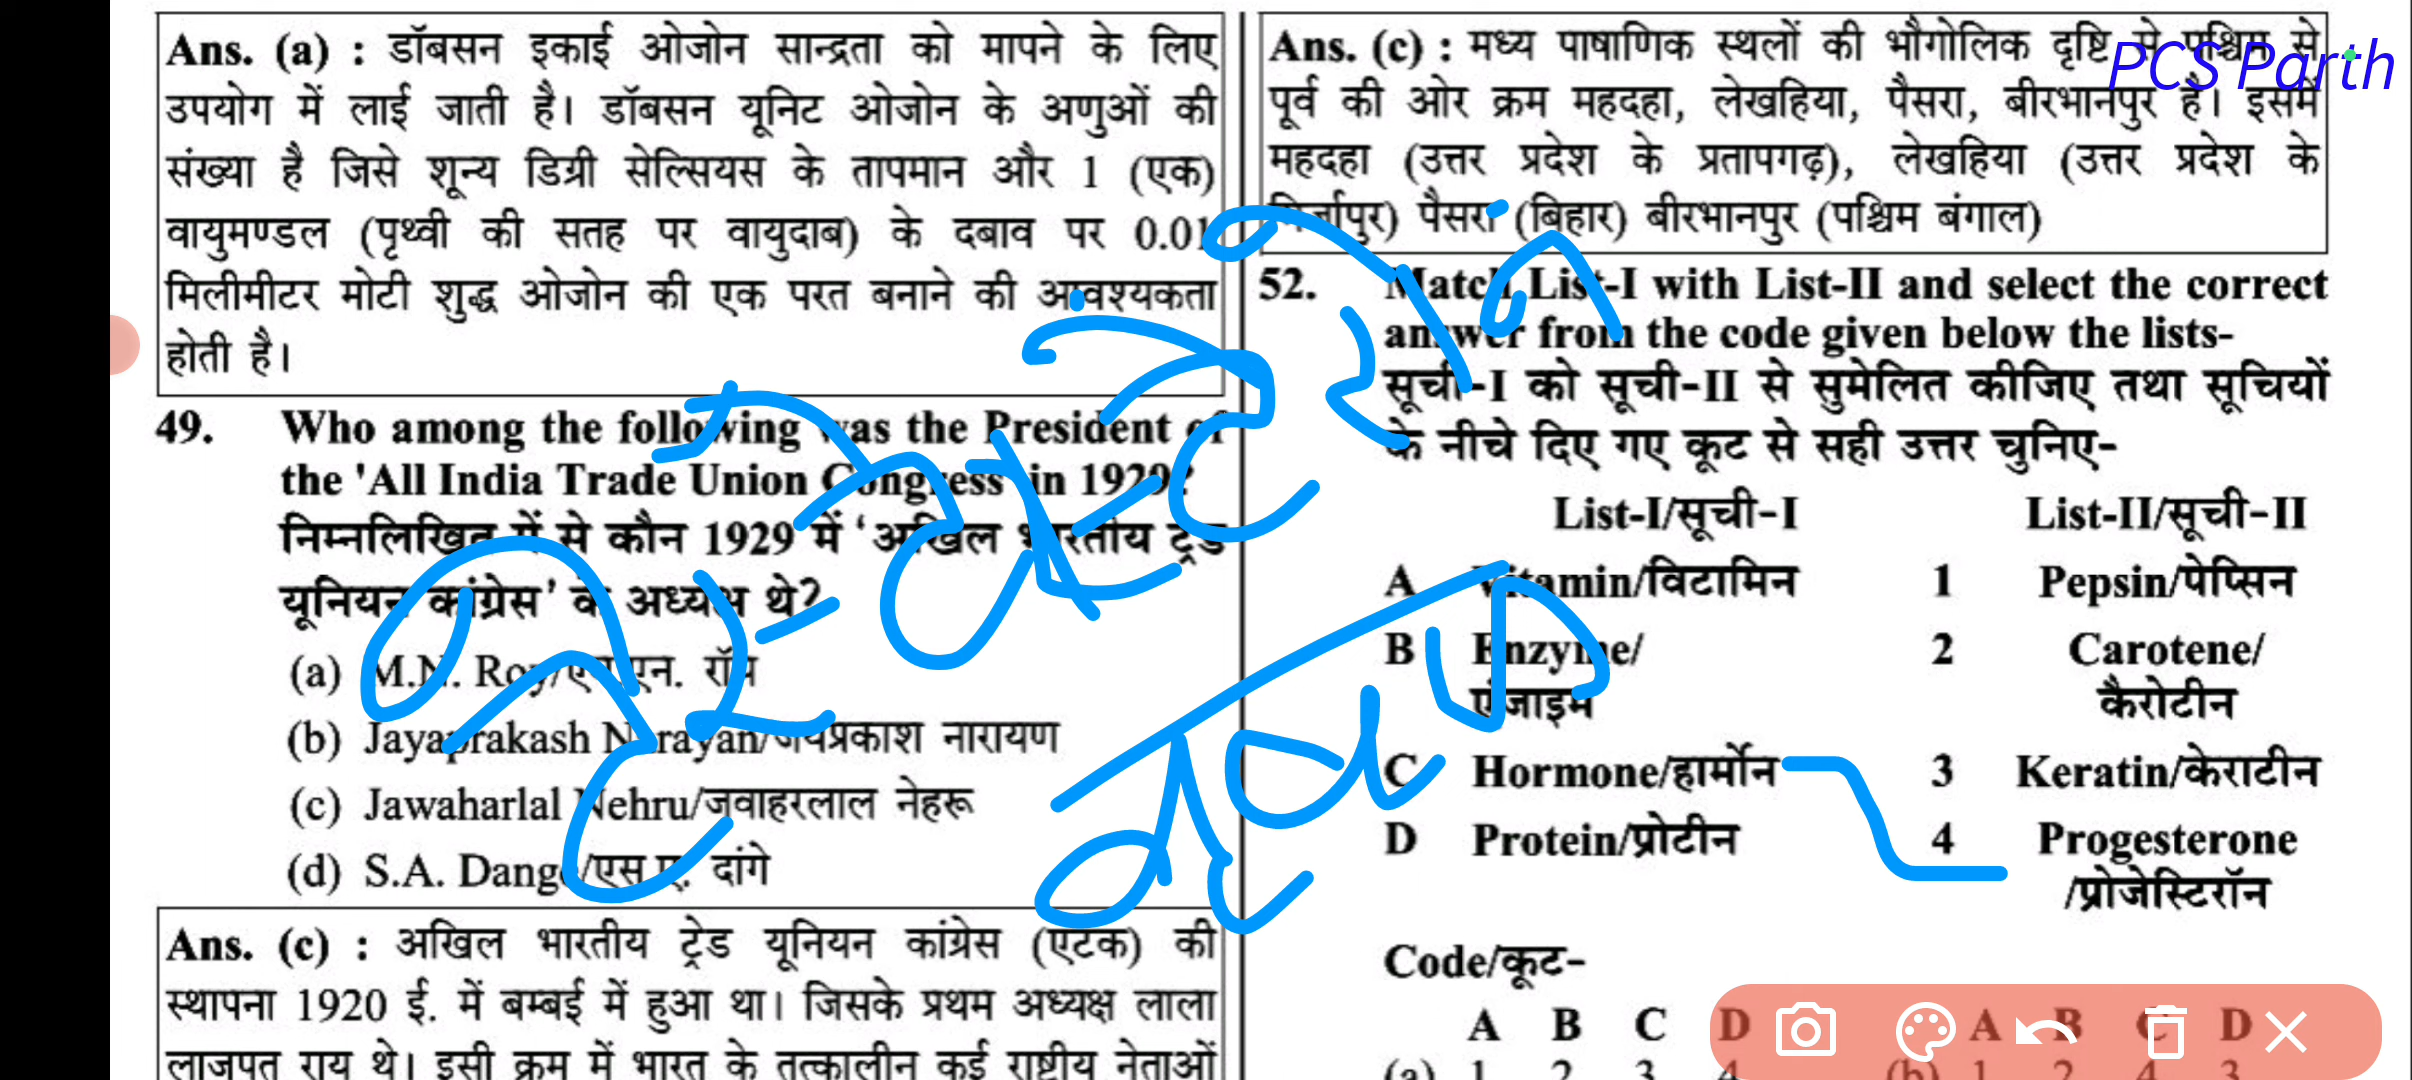 Ans. (a) : डॉबसन इकाई ओजोन सान्द्रता को मापने के लिए
उपयोग में लाई जाती है। डॉबसन यूनिट ओजोन के अणुओं की
संख्या है जिसे शून्य डिग्री सेल्सियस के तापमान और 1 (एक)
वायुमण्डल (पृथ्वी की सतह पर वायुदाब) के दबाव पर 0.01
मिलीमीटर मोटी शुद्ध ओजोन की एक परत बनाने की आवश्यकता
होती है।
49. Who among the following was the President of
the 'All India Trade Union Congress in 1929?
निम्नलिखित में से कौन 1929 में ‘अखिल भारतीय ट्रेड
यूनियन कांग्रेस’ के अध्यक्ष थे?
(a) M.N. Roy/एम.एन. रॉय
(b) Jayaprakash Narayan/जयप्रकाश नारायण
(c) Jawaharlal Nehru/जवाहरलाल नेहरू
(d) S.A. Dange/एस.ए. दांगे
Ans. (c) : अखिल भारतीय ट्रेड यूनियन कांग्रेस (एटक) की
स्थापना 1920 ई. में बम्बई में हुआ था। जिसके प्रथम अध्यक्ष लाला
लाजपत राय थे। इसी क्रम में भारत के तत्कालीन कई राष्ट्रीय नेताओं
Ans. (c) : मध्य पाषाणिक स्थलों की भौगोलिक दृष्टि से पश्चिम से
पूर्व की ओर क्रम महदहा, लेखहिया, पैसरा, बीरभानपुर है। इसमें
महदहा (उत्तर प्रदेश के प्रतापगढ़), लेखहिया (उत्तर प्रदेश के
मिर्जापुर) पैसरा (बिहार) बीरभानपुर (पश्चिम बंगाल)
PCS Parth
52. Match List-I with List-II and select the correct
answer from the code given below the lists-
सूची-I को सूची-II से सुमेलित कीजिए तथा सूचियों
के नीचे दिए गए कूट से सही उत्तर चुनिए-
List-I/सूची-I List-II/सूची-II
A Vitamin/विटामिन 1 Pepsin/पेप्सिन
B Enzyme/ 2 Carotene/
एंजाइम कैरोटीन
C Hormone/हार्मोन 3 Keratin/केराटीन
D Protein/प्रोटीन 4 Progesterone
/प्रोजेस्टिरॉन
Code/कूट-
A B C D A B C D
(a) 1 2 3 4 (b) 1 2 4 3